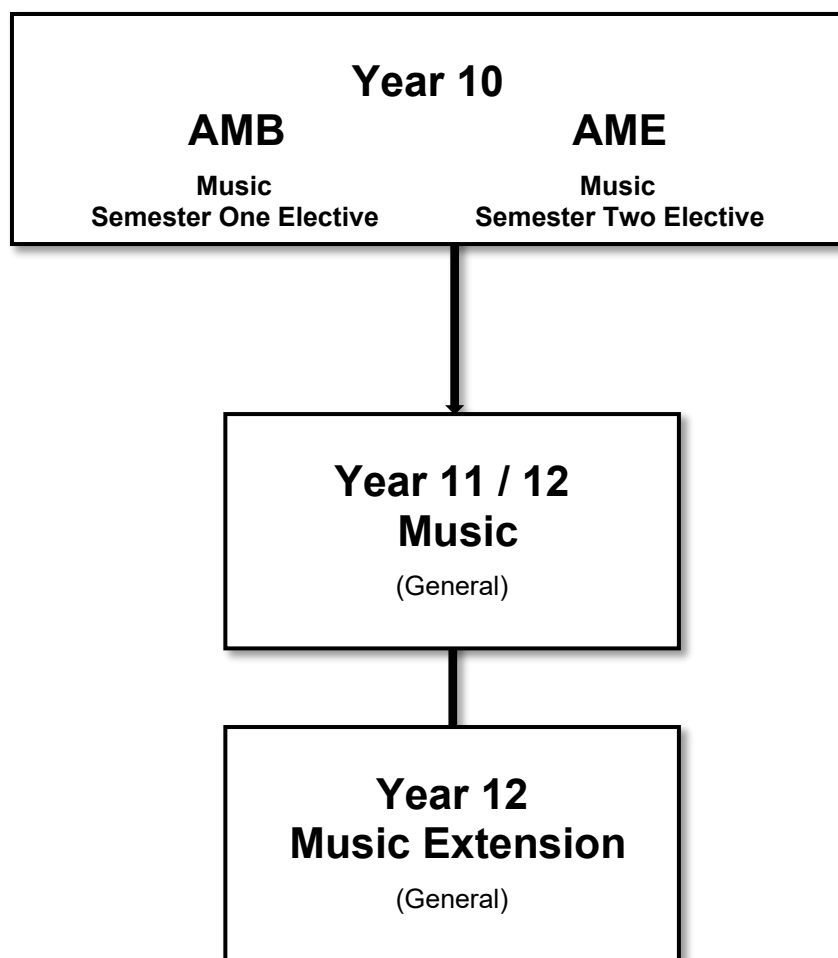 Year 10
AMB AME
Music Music
Semester One Elective Semester Two Elective
Year 11 / 12
Music
(General)
Year 12
Music Extension
(General)